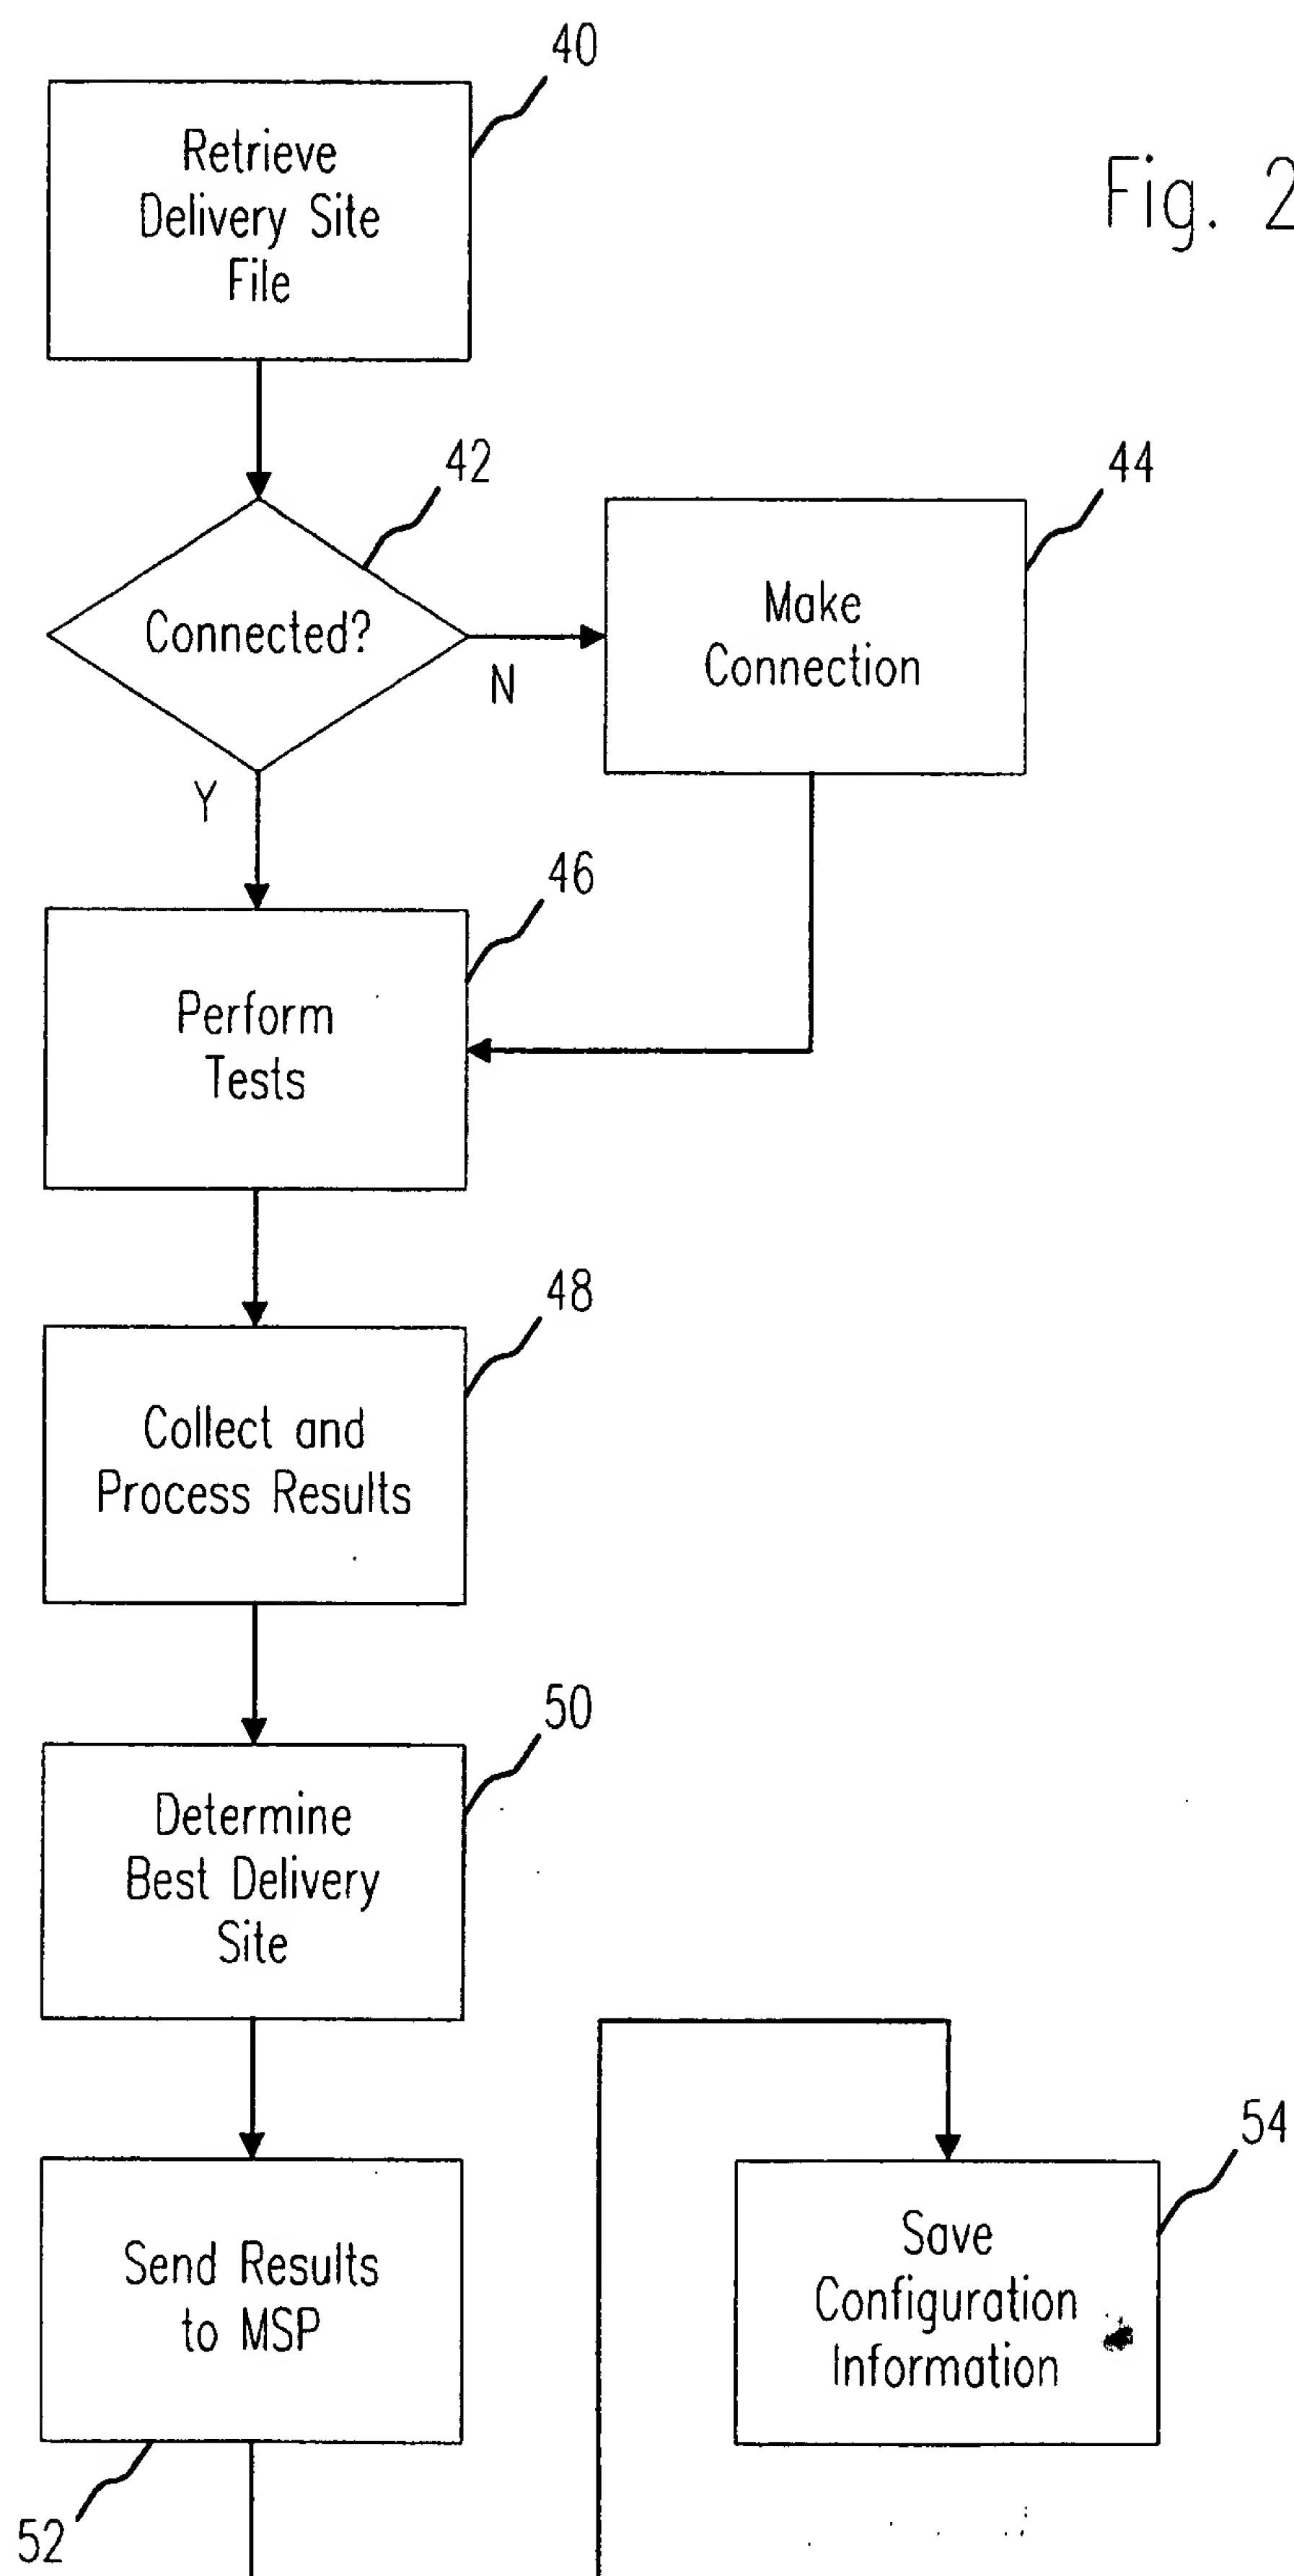 40
Retrieve
Delivery Site
File
Fig. 2
42
Connected?
N
44
Make
Connection
Y
46
Perform
Tests
48
Collect and
Process Results
50
Determine
Best Delivery
Site
Send Results
to MSP
52
54
Save
Configuration
Information